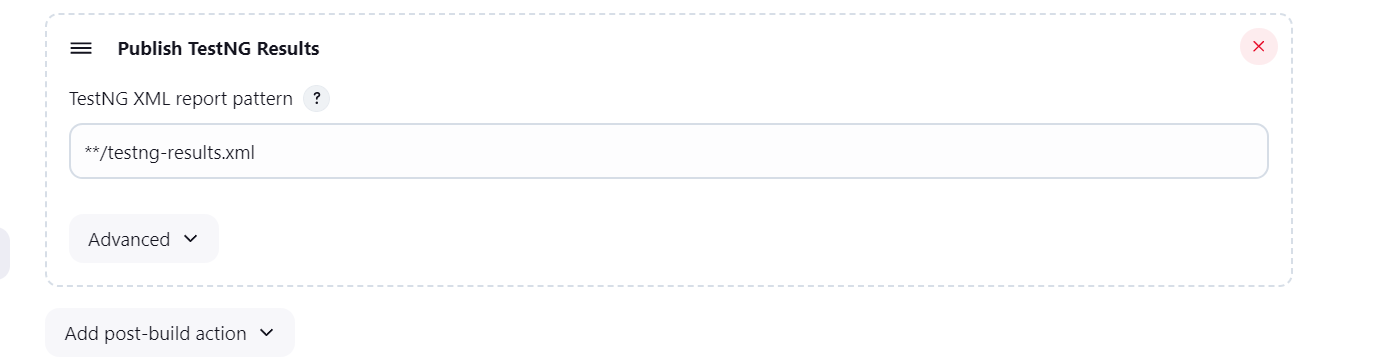 Publish TestNG Results
TestNG XML report pattern ?
**/testng-results.xml
Advanced
Add post-build action